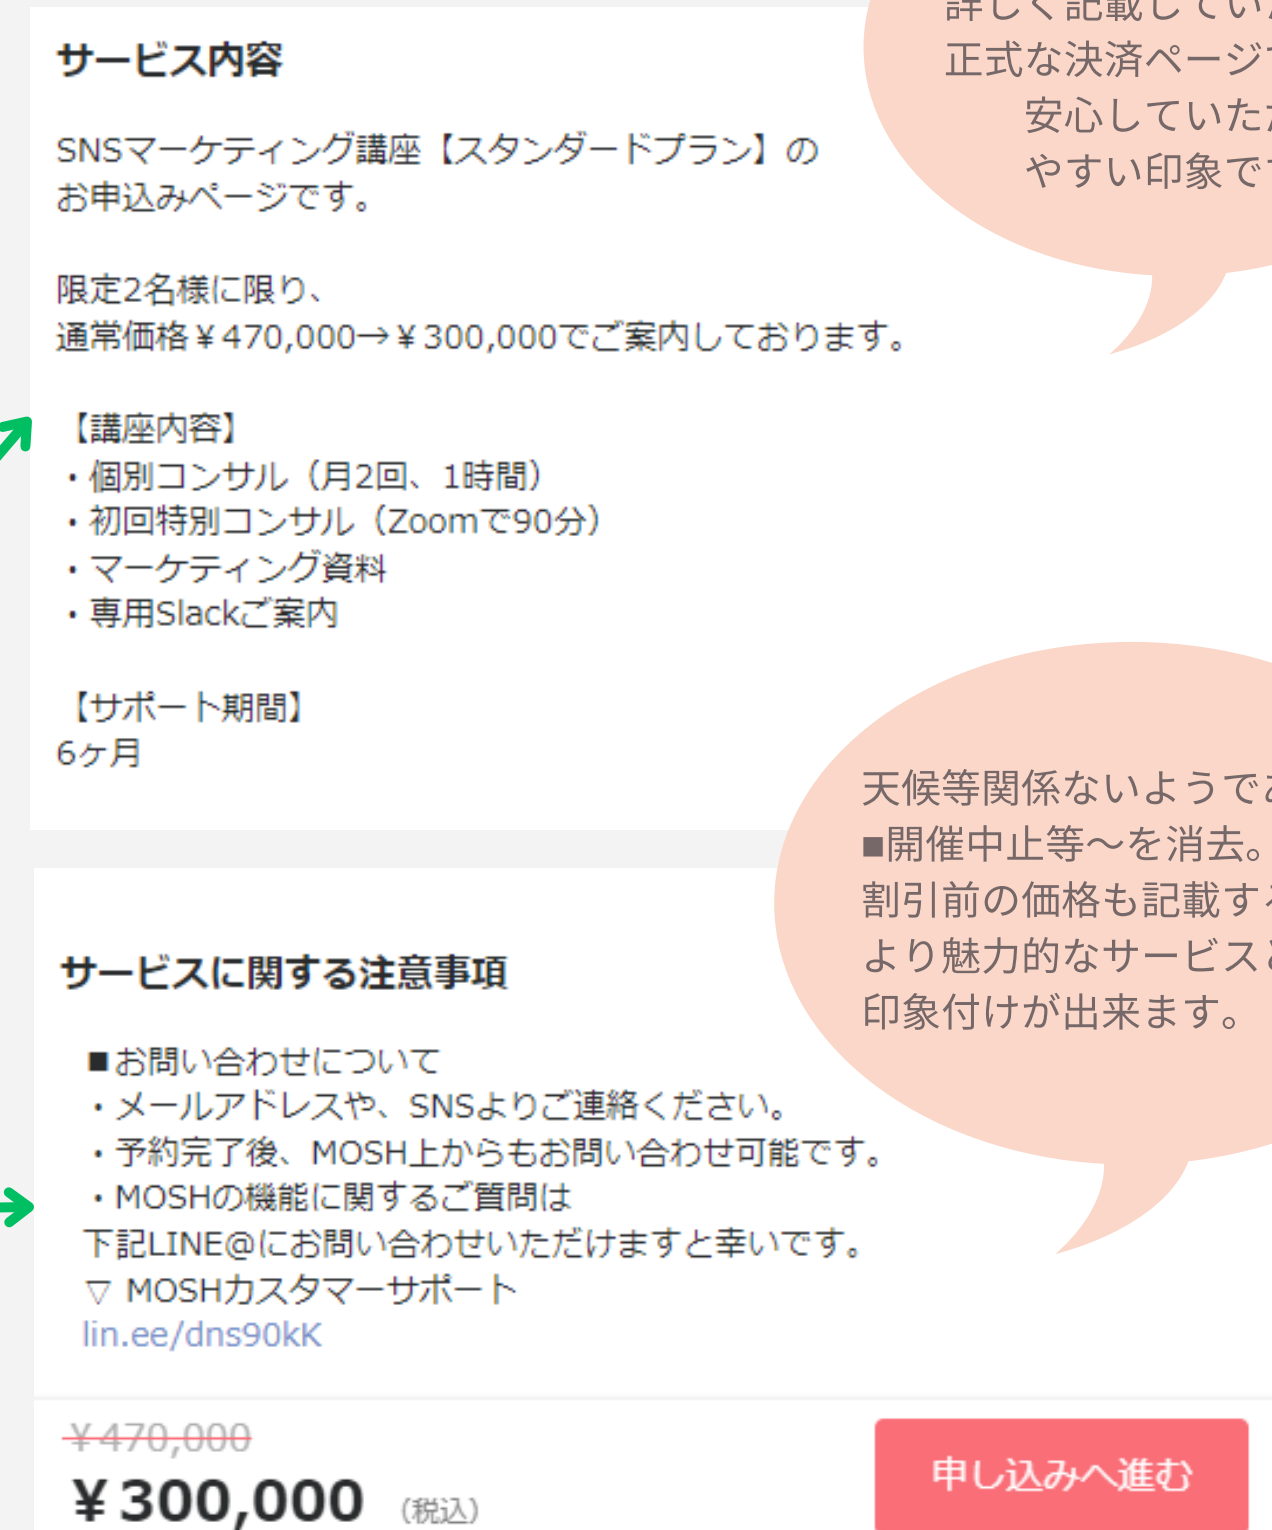 サービス内容
SNSマーケティング講座【スタンダードプラン】の
お申込みページです。
限定2名様に限り、
通常価格￥470,000→￥300,000でご案内しております。
【講座内容】
・個別コンサル（月2回、1時間）
・初回特別コンサル（Zoomで90分）
・マーケティング資料
・専用Slackご案内
【サポート期間】
6ヶ月
詳しく記載していた
正式な決済ページで
安心していただ
やすい印象です
天候等関係ないようであ
■開催中止等～を消去。
割引前の価格も記載する
より魅力的なサービスと
印象付けが出来ます。
サービスに関する注意事項
■お問い合わせについて
・メールアドレスや、SNSよりご連絡ください。
・予約完了後、MOSH上からもお問い合わせ可能です。
・MOSHの機能に関するご質問は
下記LINE@にお問い合わせいただけますと幸いです。
▽ MOSHカスタマーサポート
lin.ee/dns90kK
￥470,000
￥300,000（税込）
申し込みへ進む